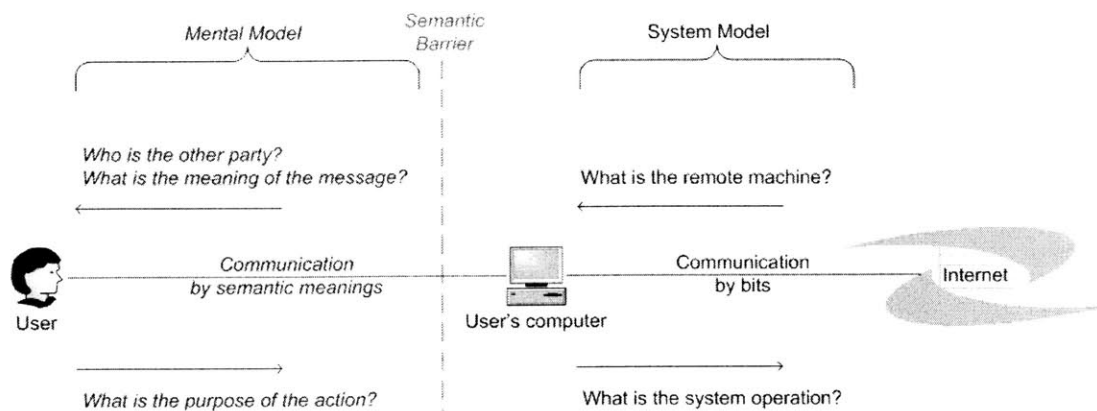 Mental Model
Semantic
Barrier
System Model
Who is the other party?
What is the meaning of the message?
What is the remote machine?
Communication
by semantic meanings
Communication
by bits
Internet
User
User's computer
What is the purpose of the action?
What is the system operation?